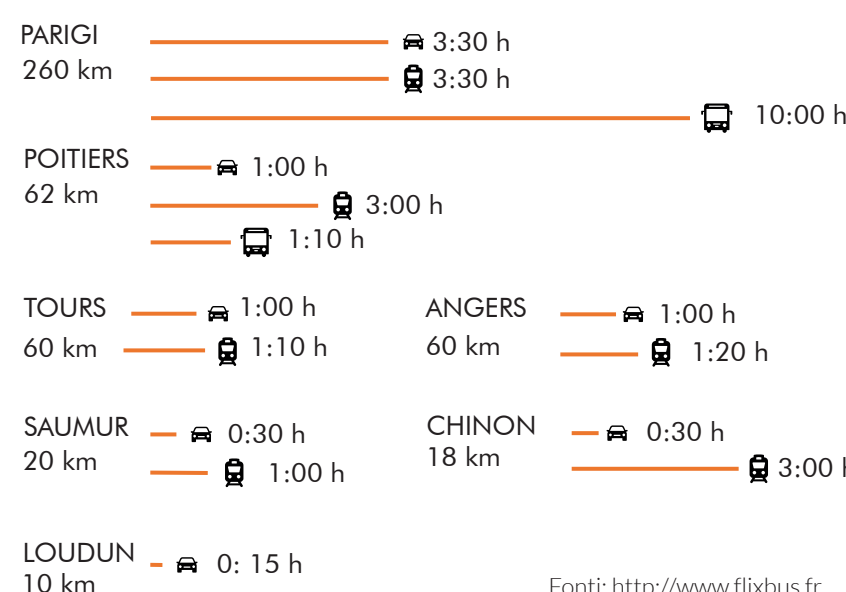 PARIGI
260 km
3:30 h
3:30 h
10:00 h
POITIERS
62 km
1:00 h
3:00 h
1:10 h
TOURS
60 km
1:00 h
1:10 h
ANGERS
60 km
1:00 h
1:20 h
SAUMUR
20 km
0:30 h
1:00 h
CHINON
18 km
0:30 h
3:00 h
LOUDUN
10 km
0: 15 h
Fonti: http://www.flixbus.fr